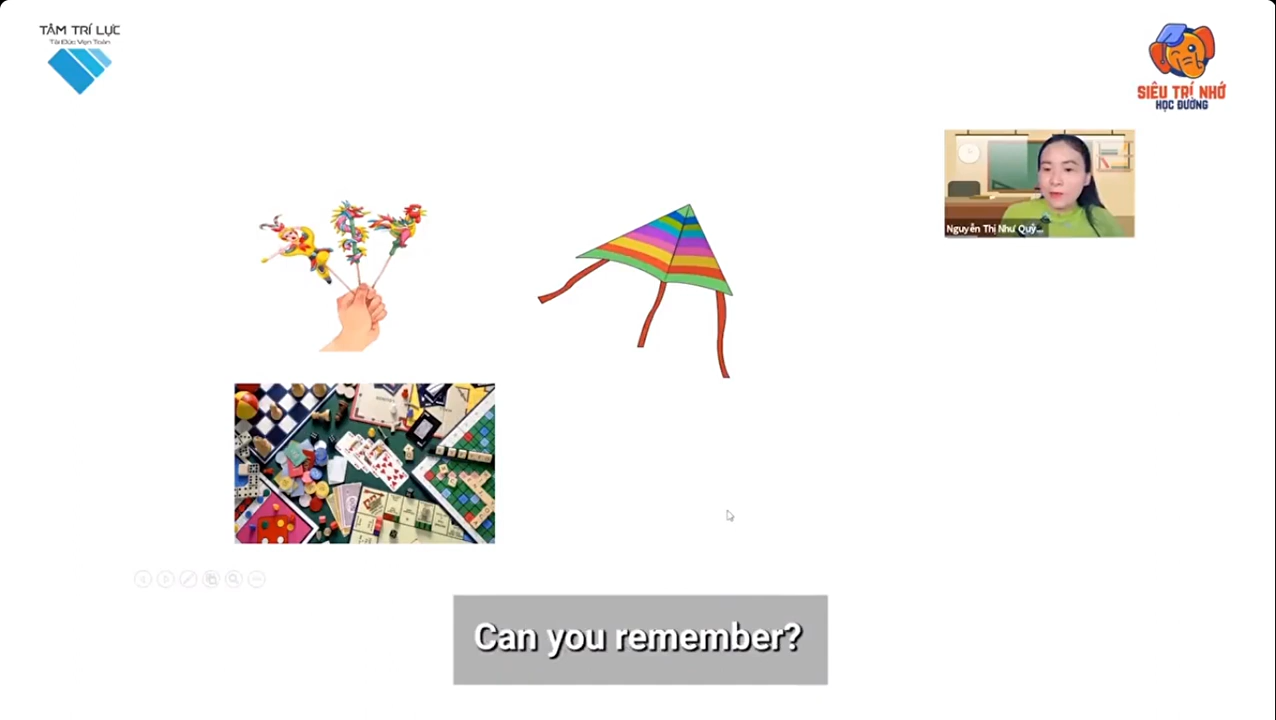 TÂM TRÍ LỰC
Tài Đức Vẹn Toàn
SIÊU TRÍ NHỚ
HỌC ĐƯỜNG
Nguyễn Thị Như Quỳ...
Can you remember?